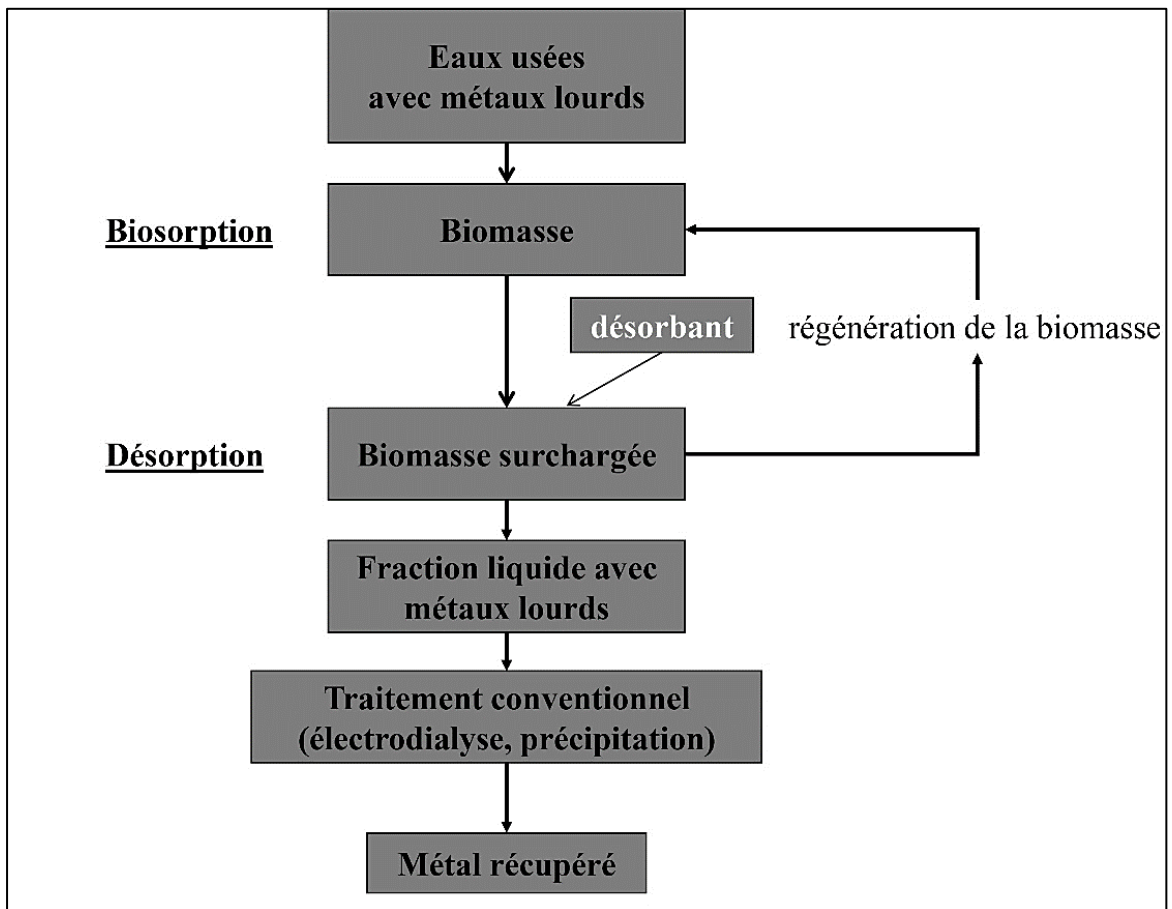 Eaux usées
avec métaux lourds
Biosorption
Biomasse
désorbant
régénération de la biomasse
Désorption
Biomasse surchargée
Fraction liquide avec
métaux lourds
Traitement conventionnel
(électrodialyse, précipitation)
Métal récupéré